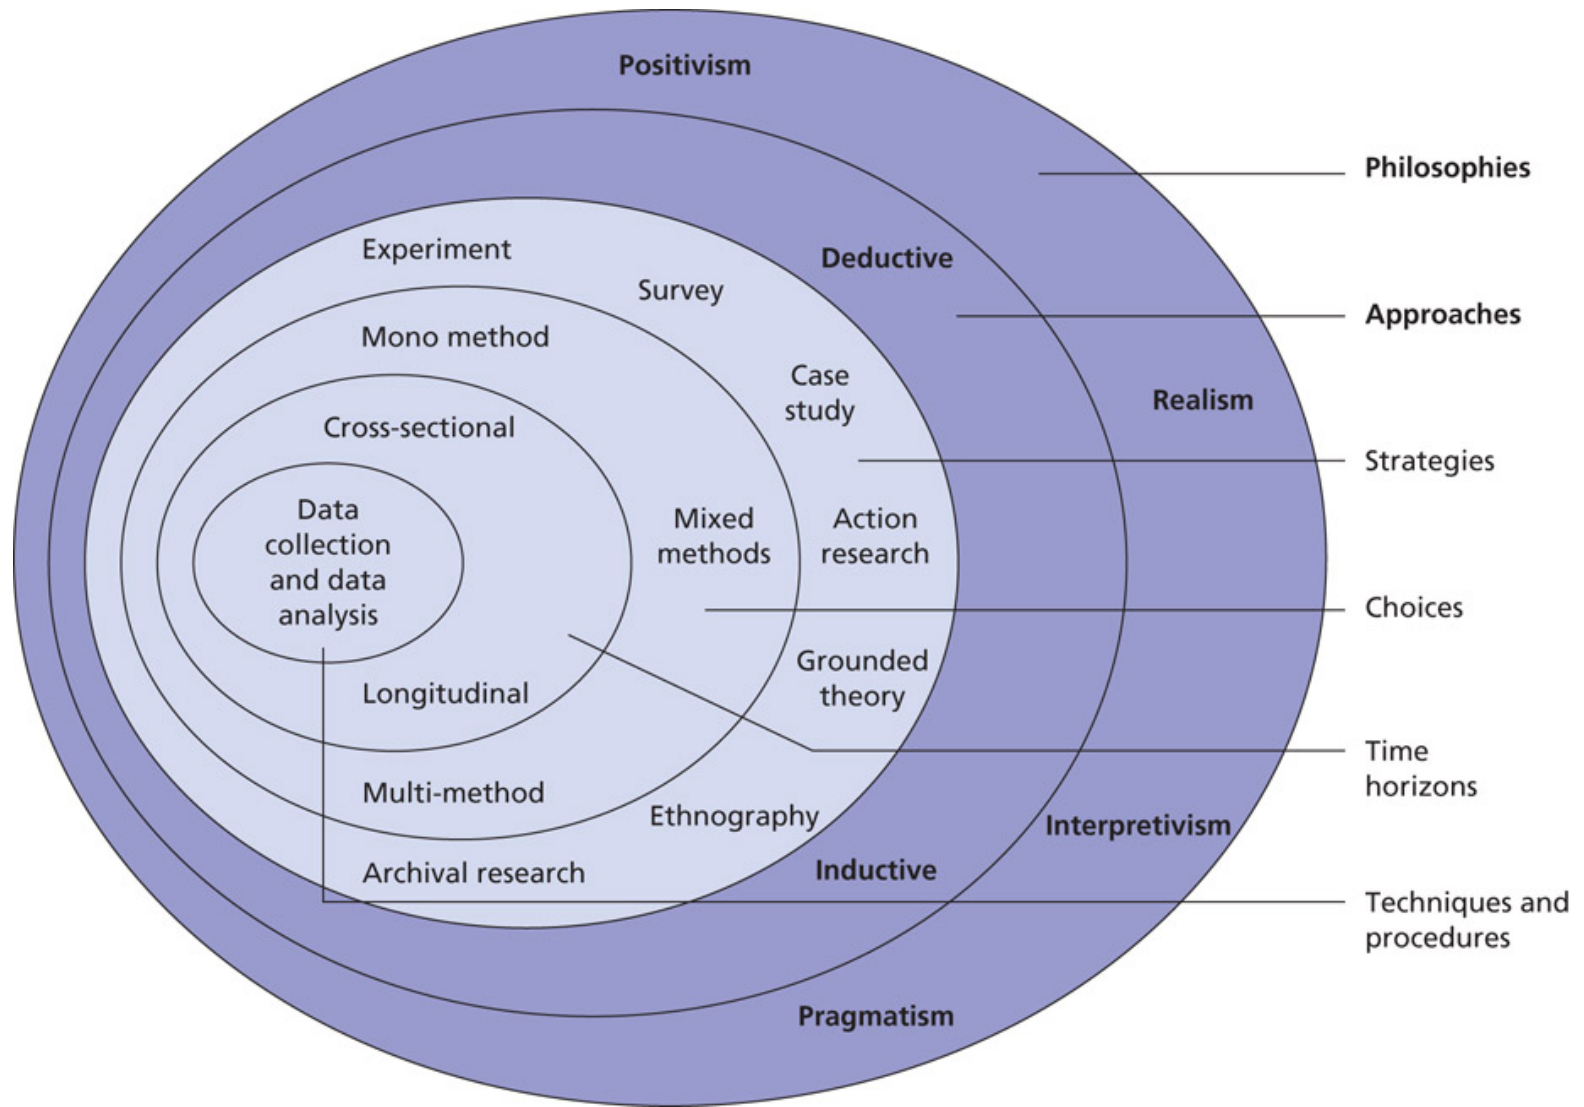 Positivism
Philosophies
Deductive
Approaches
Realism
Experiment
Survey
Mono method
Case
study
Cross-sectional
Strategies
Data
collection
and data
analysis
Mixed
methods
Action
research
Choices
Grounded
theory
Longitudinal
Time
horizons
Multi-method
Ethnography
Interpretivism
Archival research
Inductive
Techniques and
procedures
Pragmatism